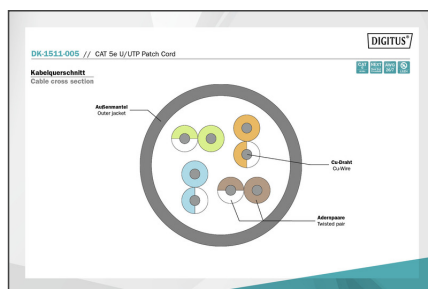 DIGITUS®
DK-1511-005 // CAT 5e U/UTP Patch Cord
Kabelquerschnitt
Cable cross section
Außenmantel
Outer jacket
Cu-Draht
Cu-Wire
Aderspaare
Twisted pair